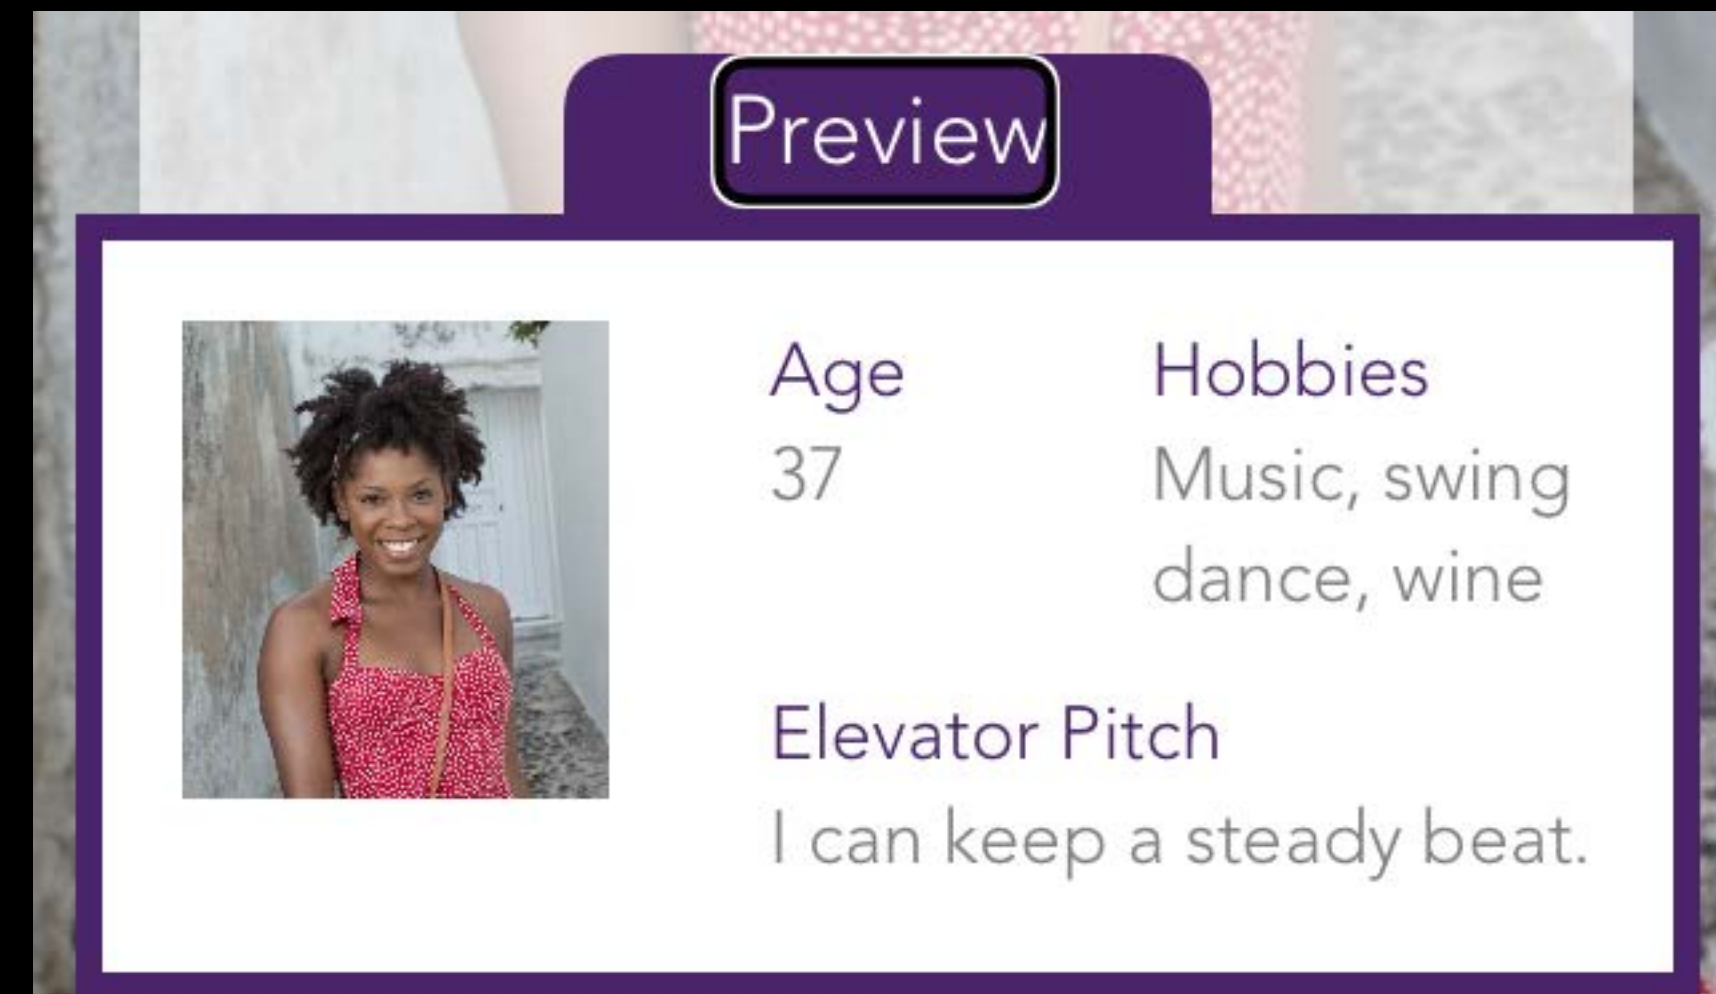 Preview
Age
37
Hobbies
Music, swing
dance, wine
Elevator Pitch
I can keep a steady beat.